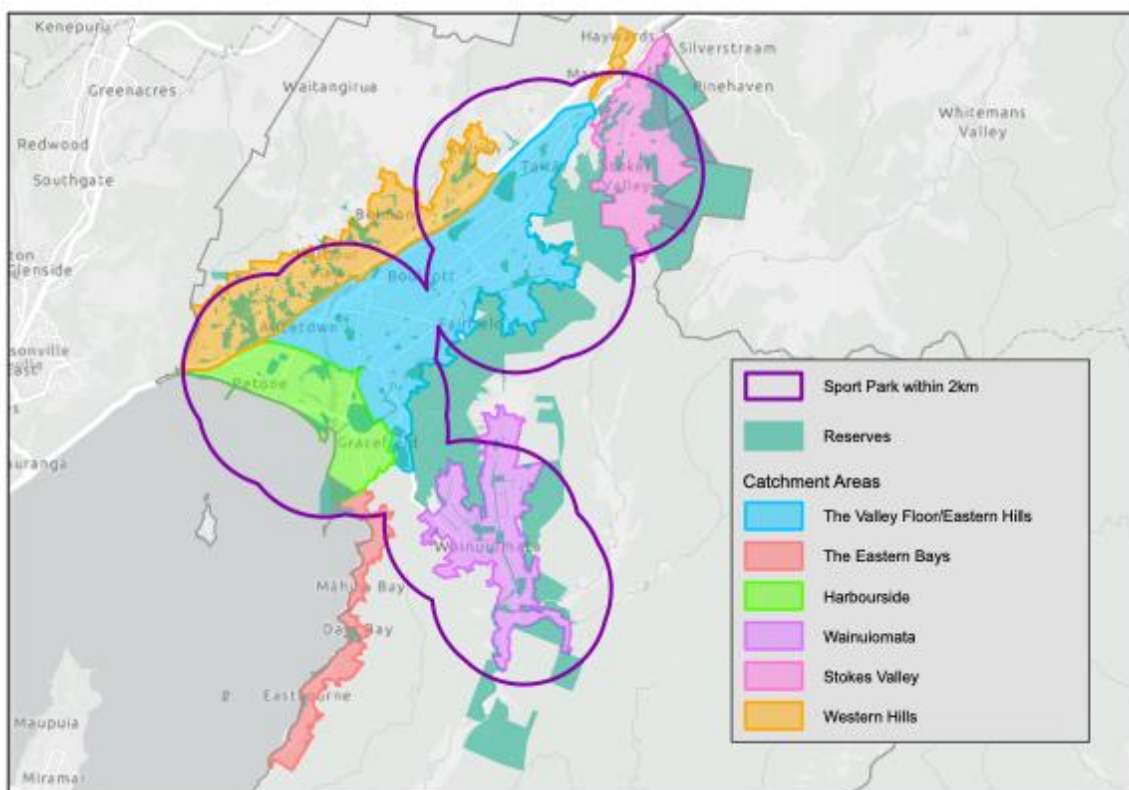 Kenepuru
Haywards
Silverstream
Greenacres
Waitangirua
Pinehaven
Whitemans
Valley
Redwood
Southgate
Stokes
Valley
Glenside
Petone
Gracefield
Wainuiomata
Bay
Bay
Eastbourne
Maupuia
Miramar
Sport Park within 2km
Reserves
Catchment Areas
The Valley Floor/Eastern Hills
The Eastern Bays
Harbourside
Wainuiomata
Stokes Valley
Western Hills